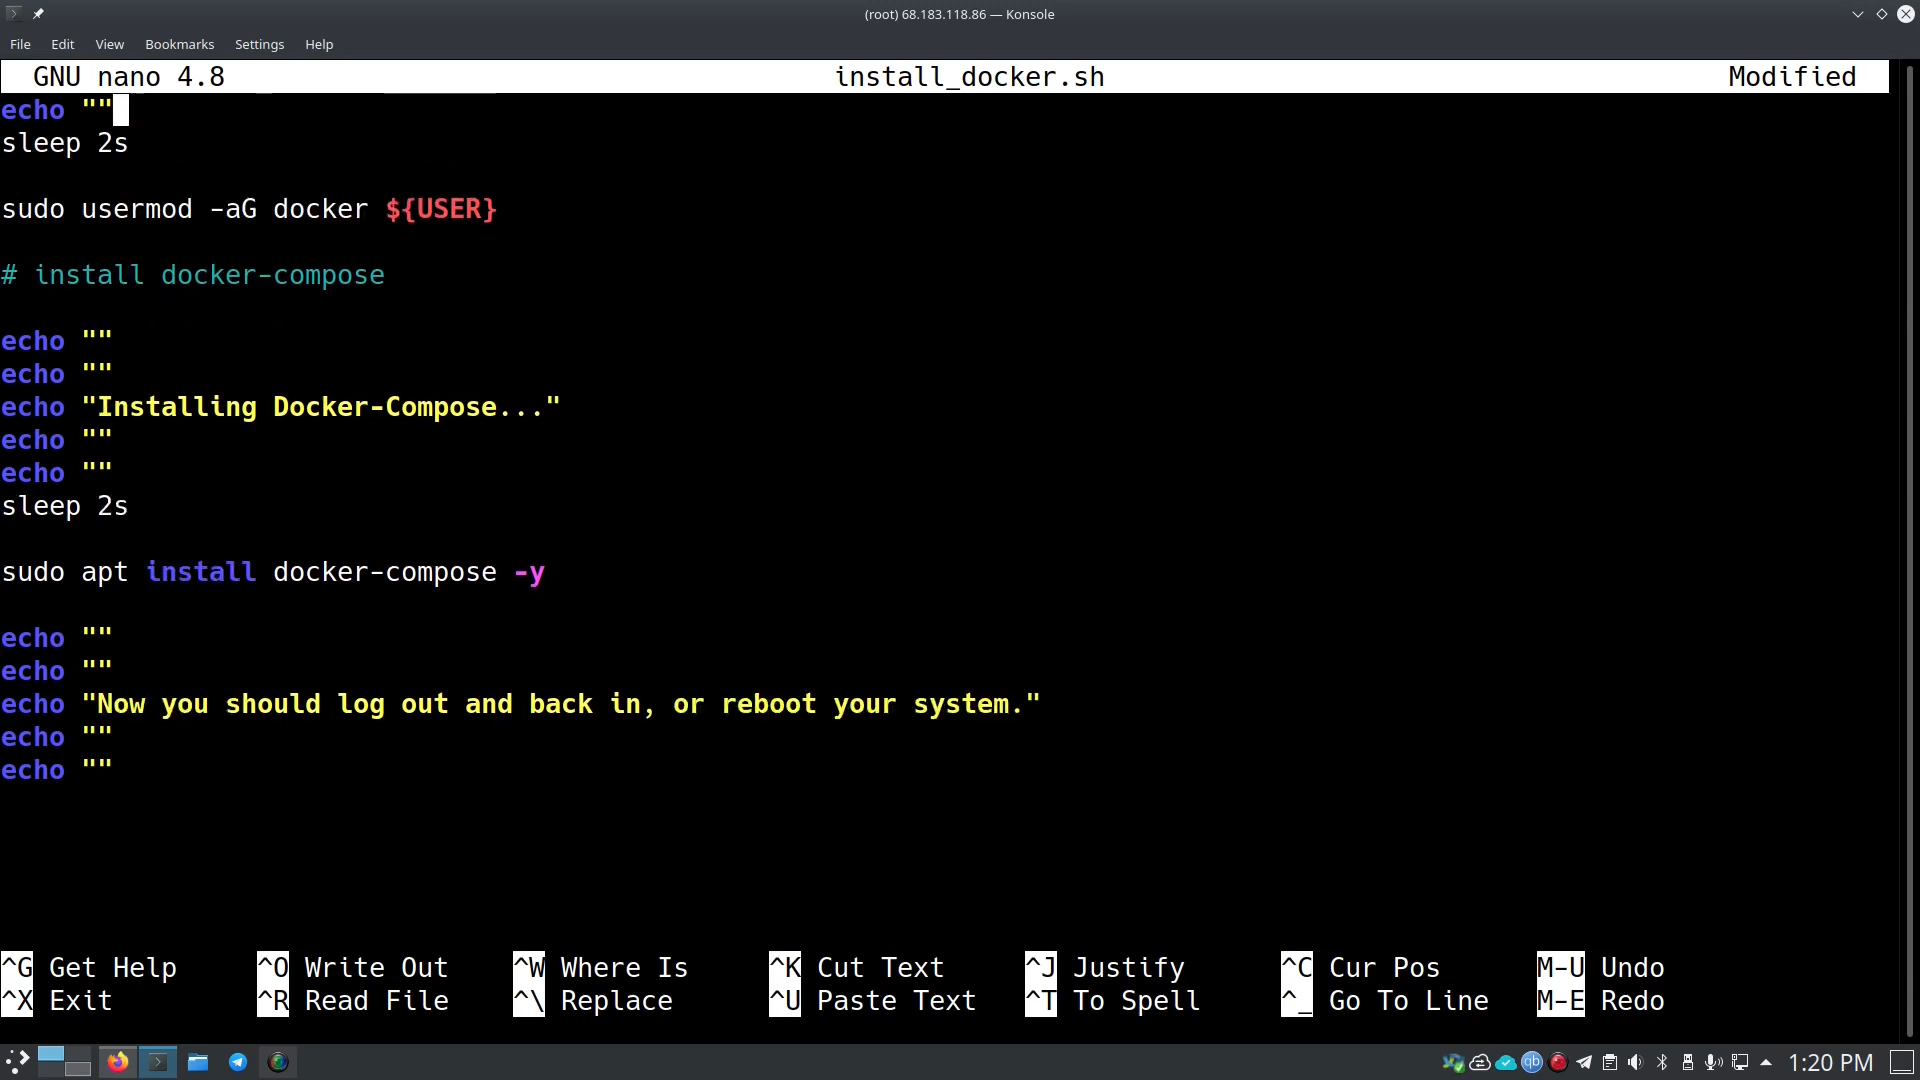 (root) 68.183.118.86 — Konsole
File Edit View Bookmarks Settings Help
GNU nano 4.8 install_docker.sh Modified
echo ""
sleep 2s
sudo usermod -aG docker ${USER}
# install docker-compose
echo ""
echo ""
echo "Installing Docker-Compose..."
echo ""
echo ""
sleep 2s
sudo apt install docker-compose -y
echo ""
echo ""
echo "Now you should log out and back in, or reboot your system."
echo ""
echo ""
^G Get Help ^O Write Out ^W Where Is ^K Cut Text ^J Justify ^C Cur Pos M-U Undo
^X Exit ^R Read File ^\ Replace ^U Paste Text ^T To Spell ^_ Go To Line M-E Redo
qb 1:20 PM